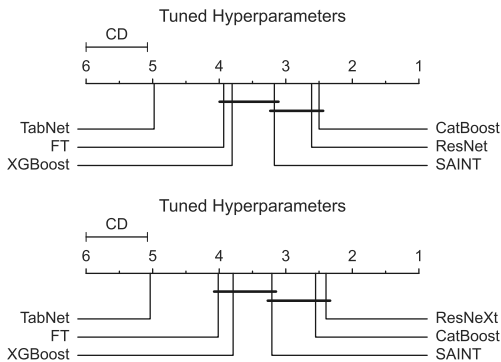 Tuned Hyperparameters
CD
6 5 4 3 2 1
TabNet CatBoost
FT ResNet
XGBoost SAINT
Tuned Hyperparameters
CD
6 5 4 3 2 1
TabNet ResNeXt
FT CatBoost
XGBoost SAINT